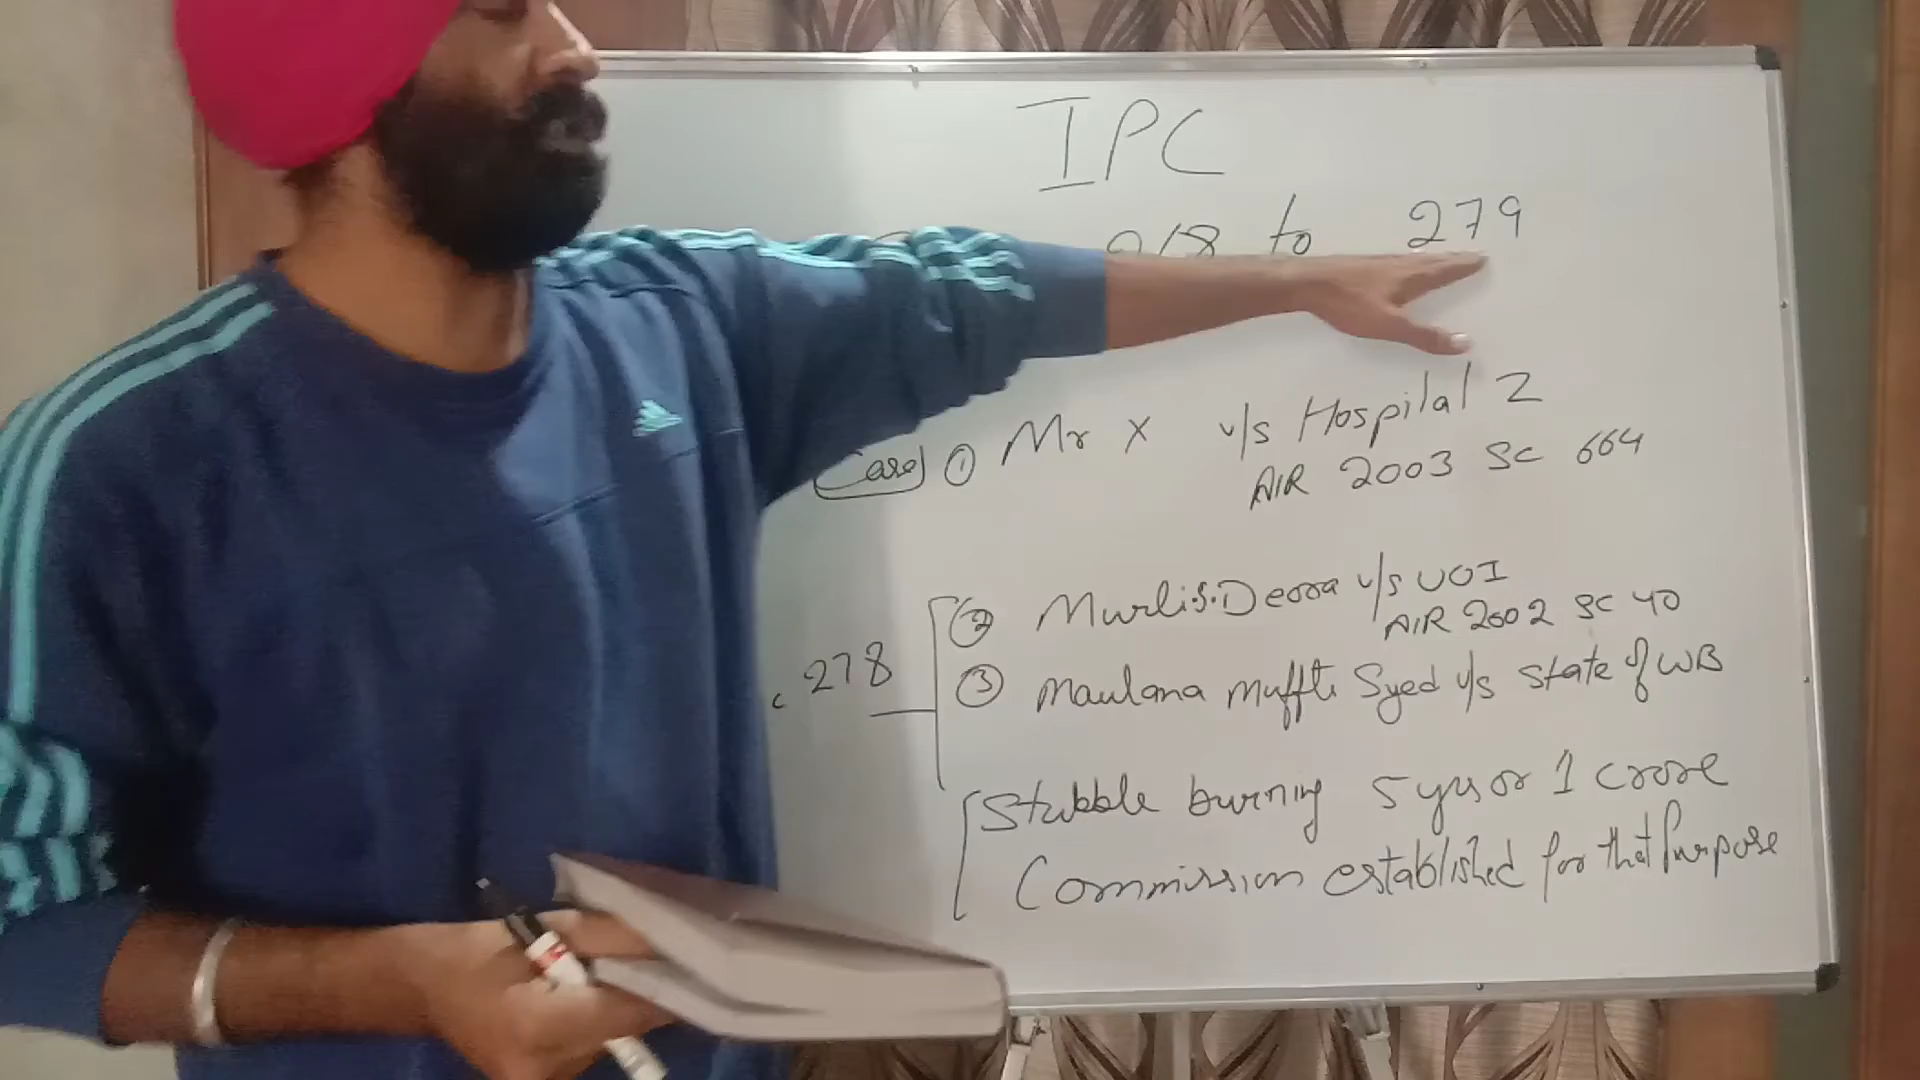 IPC
218 to 279
Case ① Mr X v/s Hospital Z
AIR 2003 SC 664
② Murli.S.Deora v/s UOI
AIR 2002 SC 40
278
③ Maulana Muffti Syed v/s State of WB
Stubble burning 5 yrs or 1 crore
Commission established for that Purpose